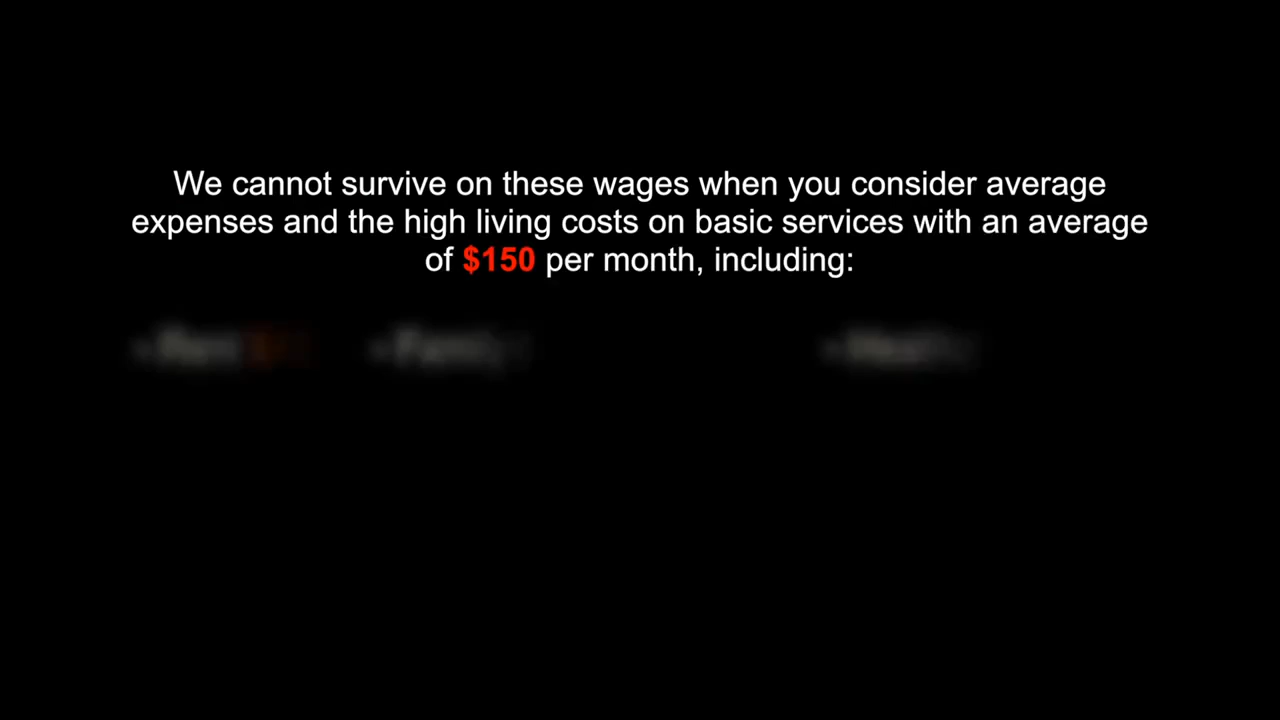 We cannot survive on these wages when you consider average
expenses and the high living costs on basic services with an average
of $150 per month, including: